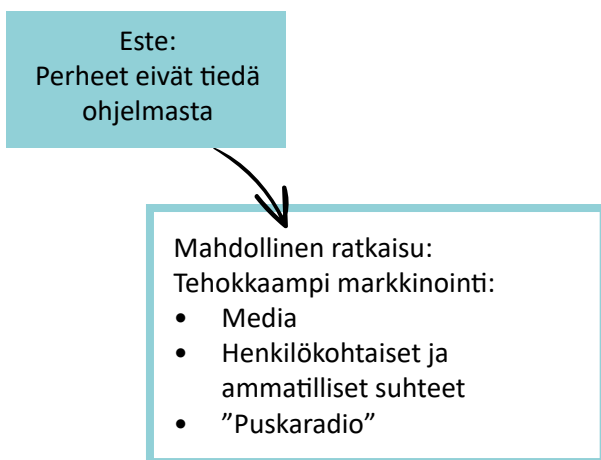 Este:
Perheet eivät tiedä
ohjelmasta
Mahdollinen ratkaisu:
Tehokkaampi markkinointi:
• Media
• Henkilökohtaiset ja
ammatilliset suhteet
• ”Puskaradio”